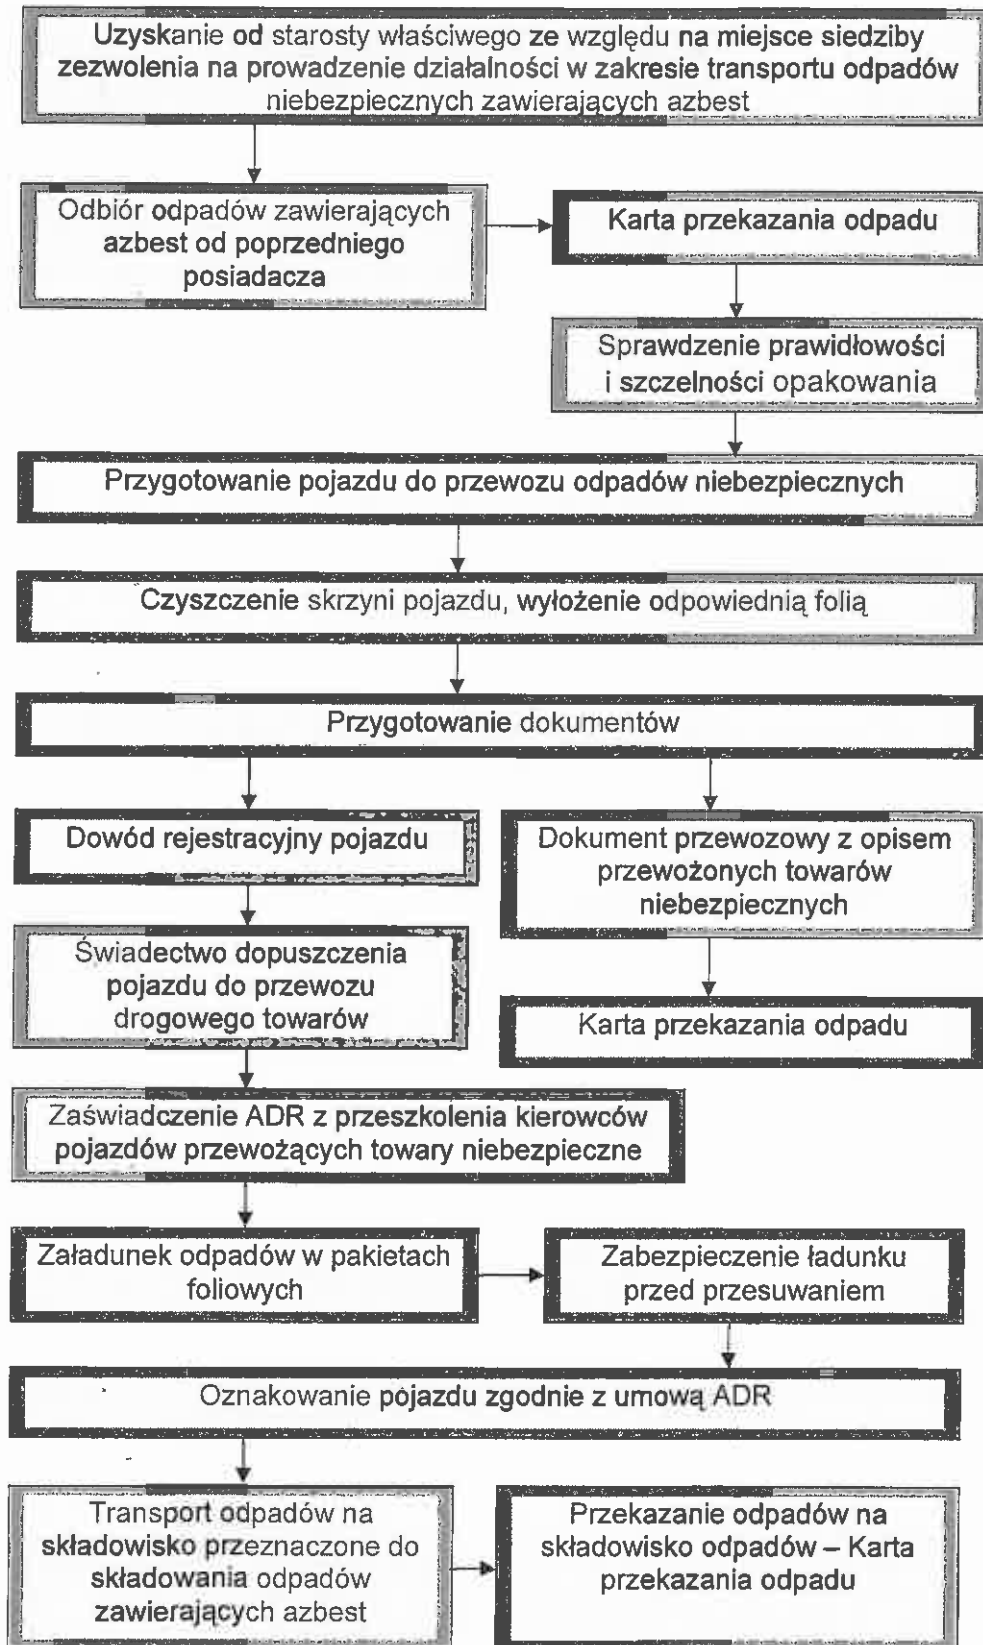 Uzyskanie od starosty właściwego ze względu na miejsce siedziby
zezwolenia na prowadzenie działalności w zakresie transportu odpadów
niebezpiecznych zawierających azbest
Odbiór odpadów zawierających
azbest od poprzedniego
posiadacza
Karta przekazania odpadu
Sprawdzenie prawidłowości
i szczelności opakowania
Przygotowanie pojazdu do przewozu odpadów niebezpiecznych
Czyszczenie skrzyni pojazdu, wyłożenie odpowiednią folią
Przygotowanie dokumentów
Dowód rejestracyjny pojazdu
Świadectwo dopuszczenia
pojazdu do przewozu
drogowego towarów
Dokument przewozowy z opisem
przewożonych towarów
niebezpiecznych
Karta przekazania odpadu
Zaświadczenie ADR z przeszkolenia kierowców
pojazdów przewożących towary niebezpieczne
Załadunek odpadów w pakietach
foliowych
Zabezpieczenie ładunku
przed przesuwaniem
Oznakowanie pojazdu zgodnie z umową ADR
Transport odpadów na
składowisko przeznaczone do
składowania odpadów
zawierających azbest
Przekazanie odpadów na
składowisko odpadów – Karta
przekazania odpadu